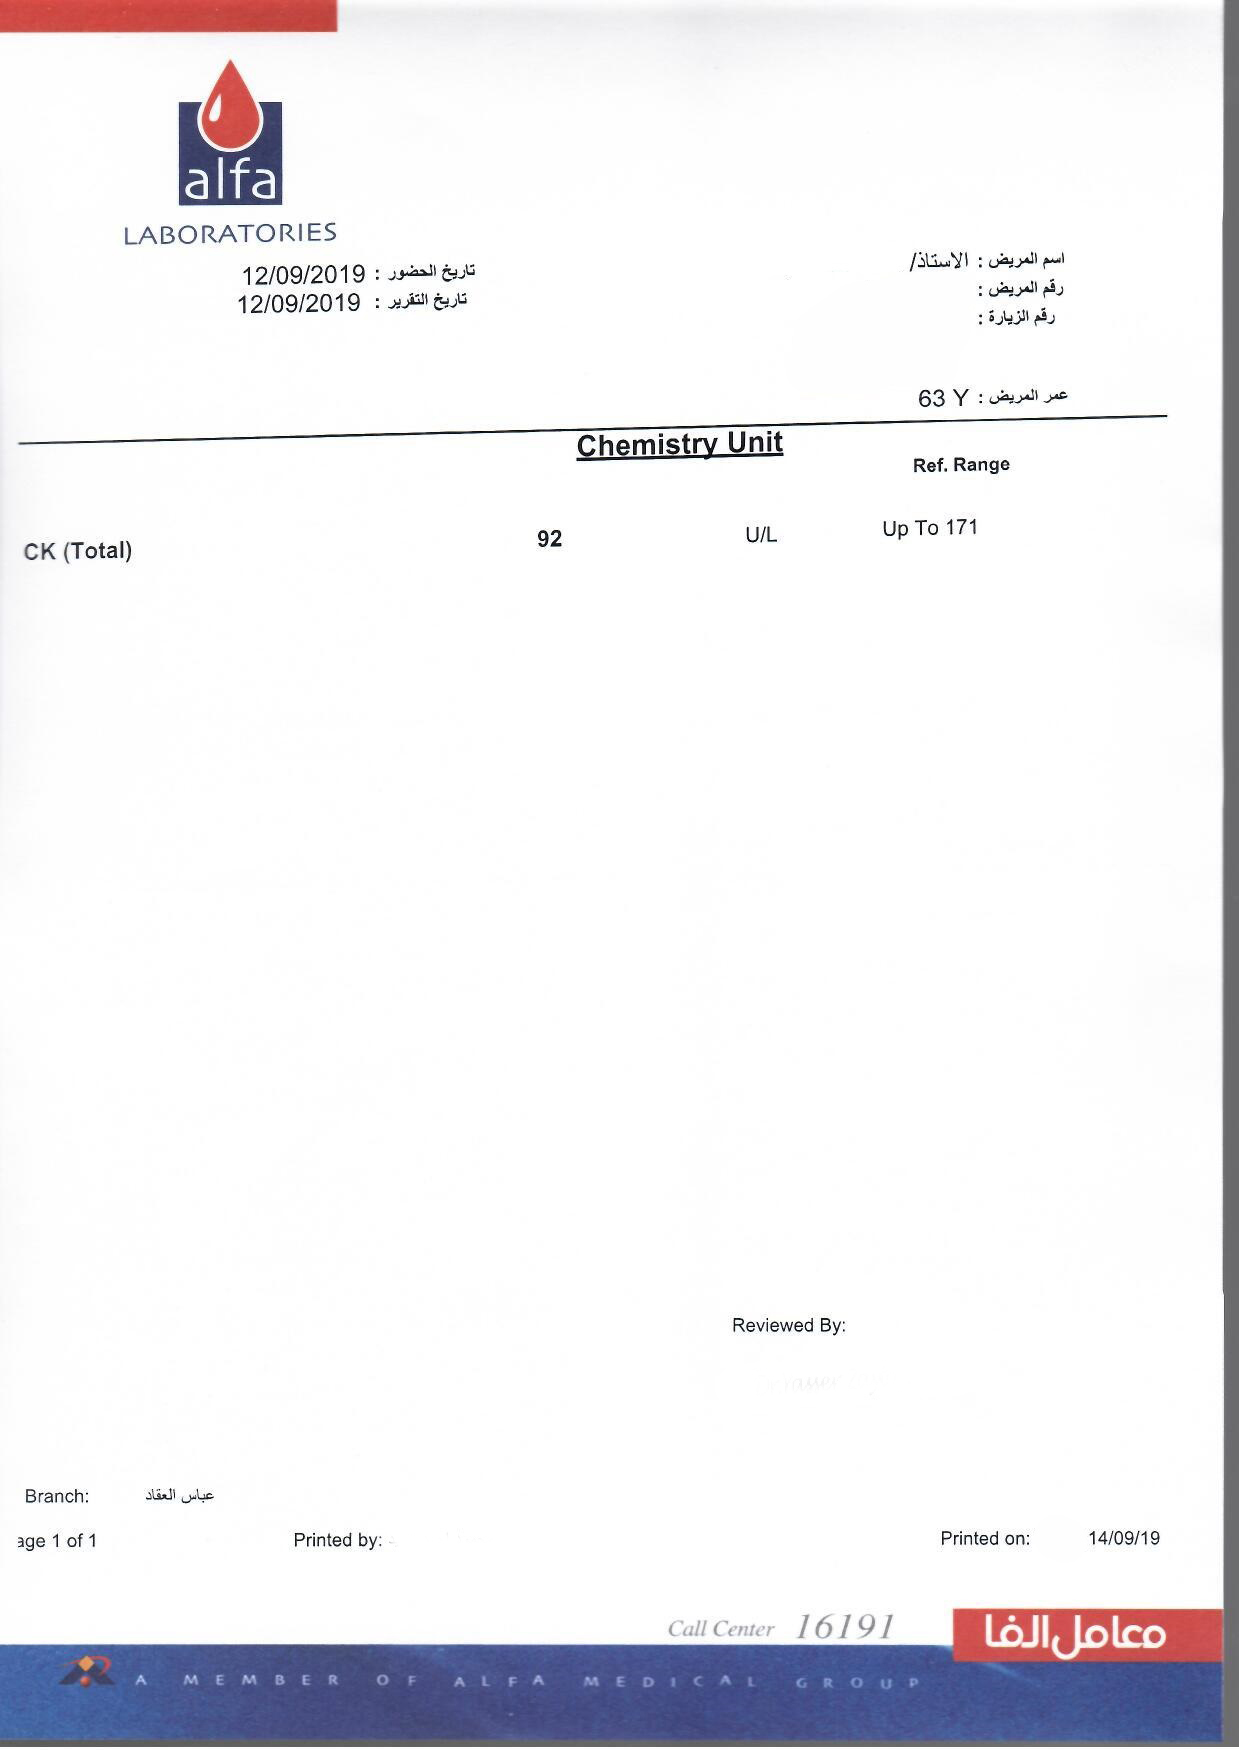 alfa
LABORATORIES
اسم المريض : الاستاذ/
تاريخ الحضور : 12/09/2019
رقم المريض :
تاريخ التقرير : 12/09/2019
رقم الزيارة :
عمر المريض : 63 Y
Chemistry Unit
Ref. Range
CK (Total) 92 U/L Up To 171
Reviewed By:
Branch: عباس العقاد
age 1 of 1 Printed by: Printed on: 14/09/19
Call Center 16191
معامل الفا
A MEMBER OF ALFA MEDICAL GROUP